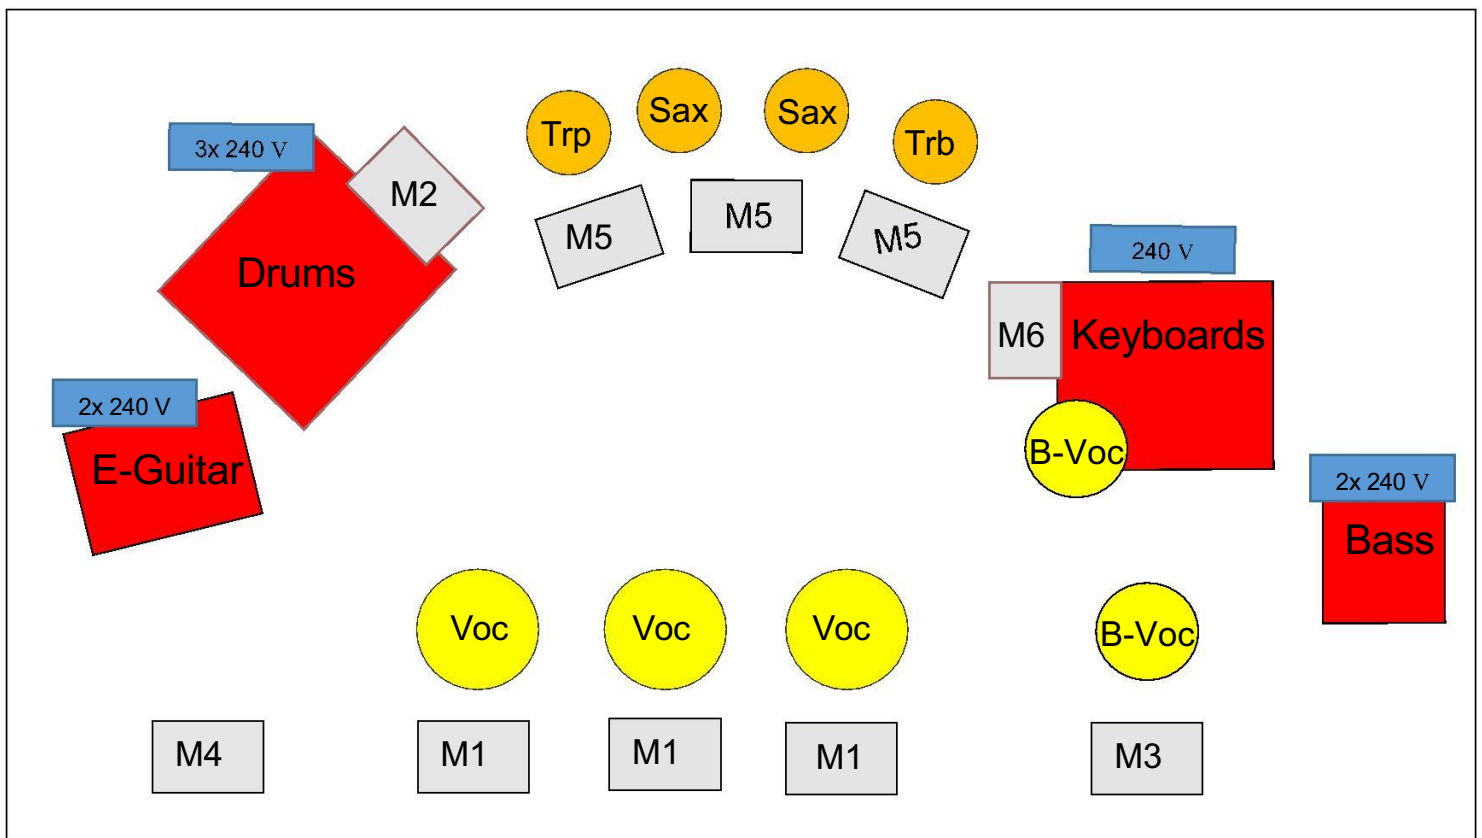 Trp
Sax
Sax
Trb
3x 240 V
M2
M5
M5
M5
Drums
240 V
M6
Keyboards
2x 240 V
E-Guitar
B-Voc
2x 240 V
Bass
Voc
Voc
Voc
B-Voc
M4
M1
M1
M1
M3